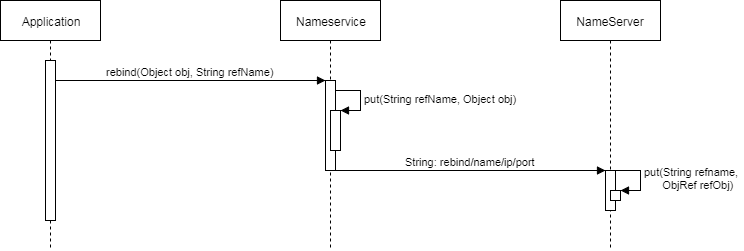 Application
Nameservice
NameServer
rebind(Object obj, String refName)
put(String refName, Object obj)
String: rebind/name/ip/port
put(String refname,
ObjRef refObj)